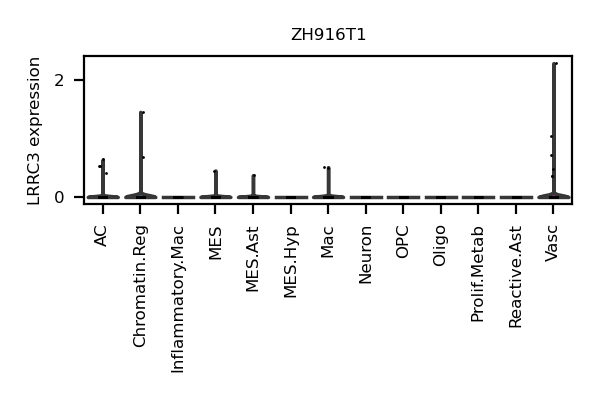 ZH916T1
LRRC3 expression
2
0
AC
Chromatin.Reg
Inflammatory.Mac
MES
MES.Ast
MES.Hyp
Mac
Neuron
OPC
Oligo
Prolif.Metab
Reactive.Ast
Vasc